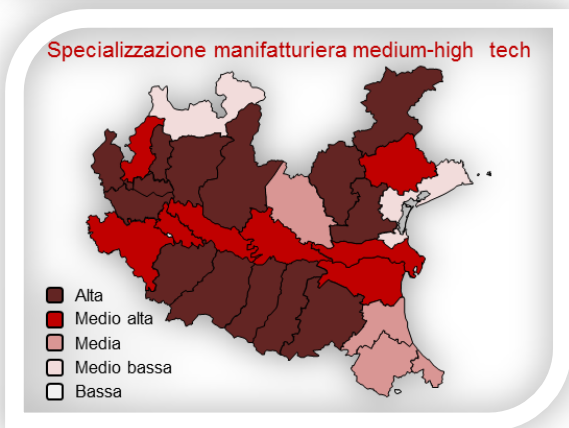 Specializzazione manifatturiera medium-high tech
Alta
Medio alta
Media
Medio bassa
Bassa